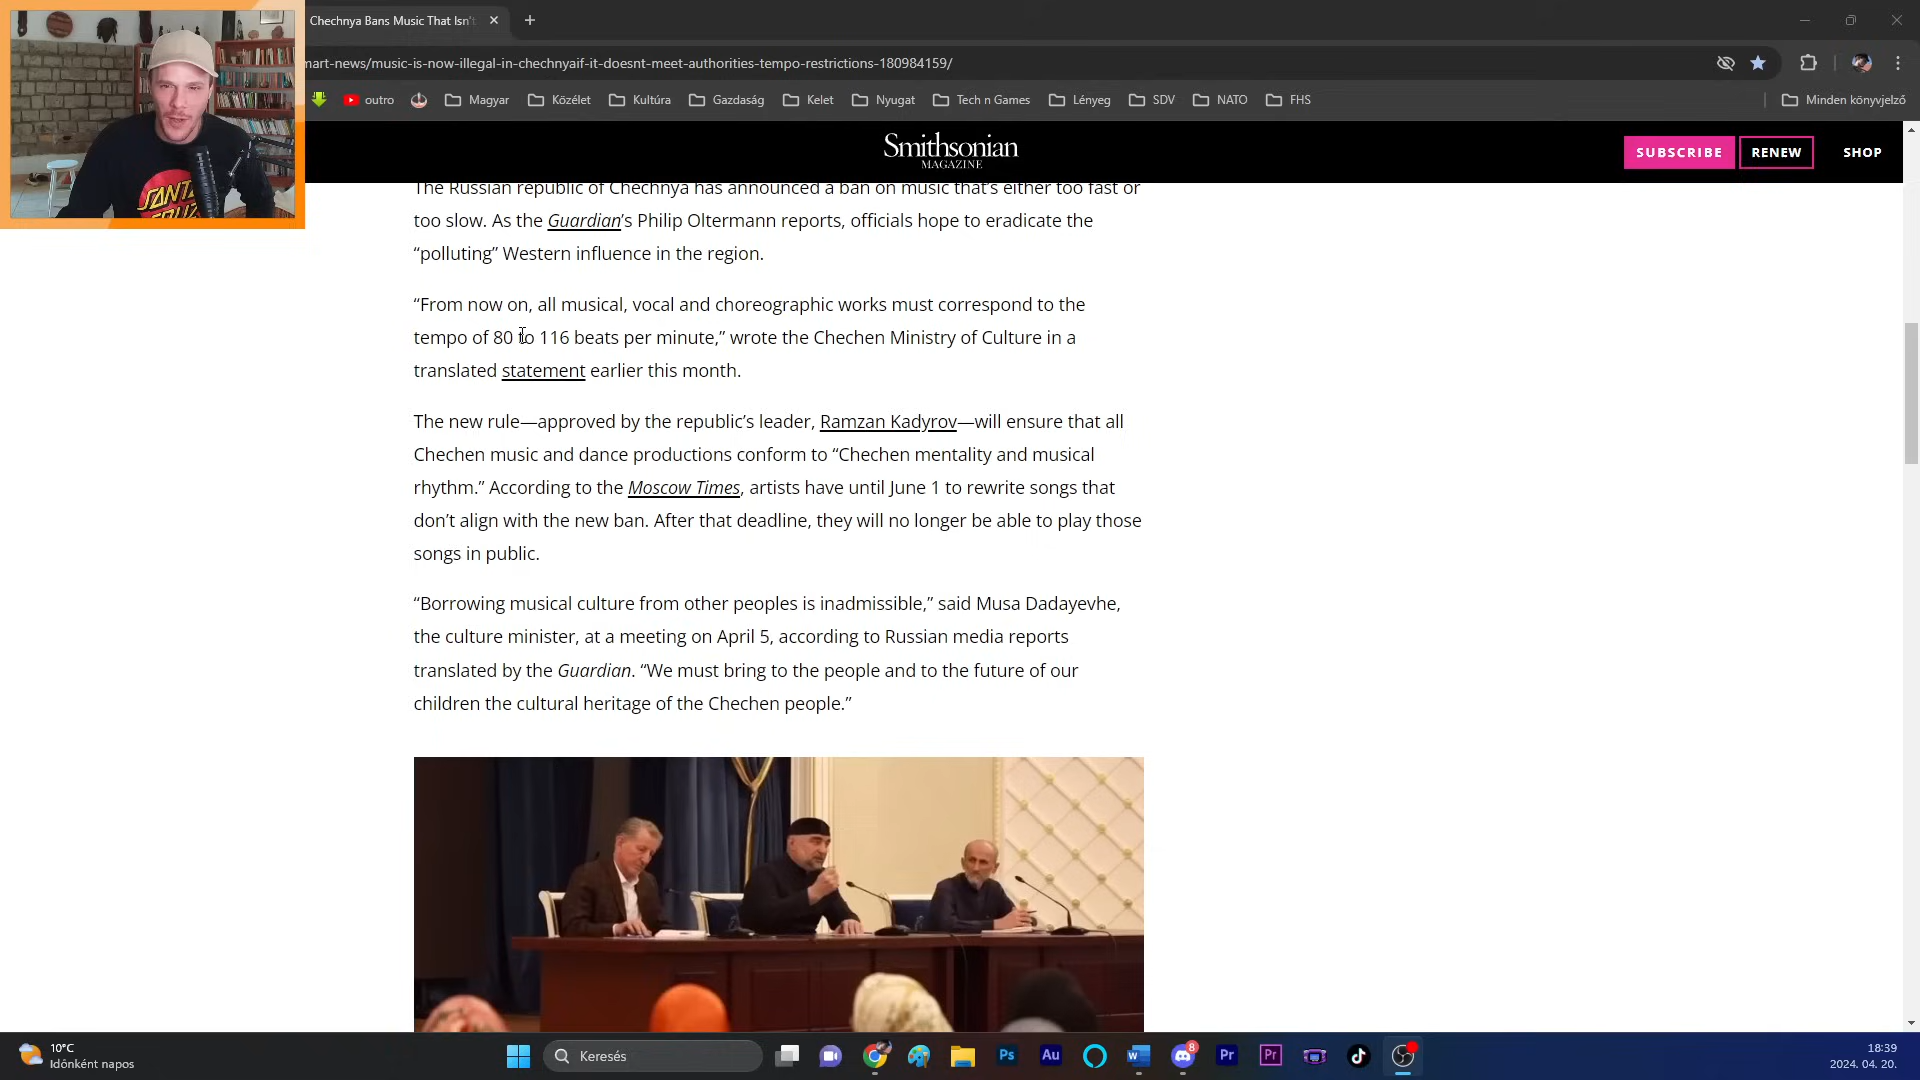 Chechnya Bans Music That Isn't
mart-news/music-is-now-illegal-in-chechnyaif-it-doesnt-meet-authorities-tempo-restrictions-180984159/
outro Magyar Közélet Kultúra Gazdaság Kelet Nyugat Tech n Games Lényeg SDV NATO FHS Minden könyvjelző
Smithsonian
MAGAZINE
SUBSCRIBE RENEW SHOP
SANTA
CRUZ
The Russian republic of Chechnya has announced a ban on music that's either too fast or
too slow. As the Guardian's Philip Oltermann reports, officials hope to eradicate the
“polluting” Western influence in the region.
“From now on, all musical, vocal and choreographic works must correspond to the
tempo of 80 to 116 beats per minute,” wrote the Chechen Ministry of Culture in a
translated statement earlier this month.
The new rule—approved by the republic's leader, Ramzan Kadyrov—will ensure that all
Chechen music and dance productions conform to “Chechen mentality and musical
rhythm.” According to the Moscow Times, artists have until June 1 to rewrite songs that
don't align with the new ban. After that deadline, they will no longer be able to play those
songs in public.
“Borrowing musical culture from other peoples is inadmissible,” said Musa Dadayevhe,
the culture minister, at a meeting on April 5, according to Russian media reports
translated by the Guardian. “We must bring to the people and to the future of our
children the cultural heritage of the Chechen people.”
10°C
Időnként napos
Keresés
Ps
Au
8
Pr
Pr
18:39
2024. 04. 20.